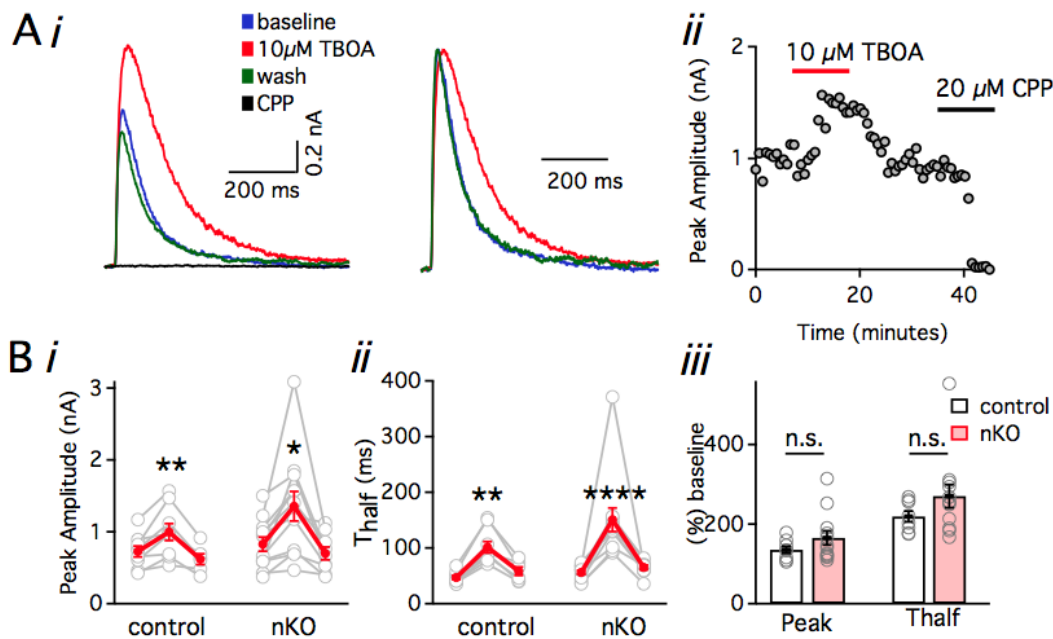 A i
baseline
10µM TBOA
wash
CPP
0.2 nA
200 ms
200 ms
ii
Peak Amplitude (nA)
2
1
0
10 µM TBOA
20 µM CPP
0 20 40
Time (minutes)
B i
Peak Amplitude (nA)
3
2
1
0
**
*
control nKO
ii
Thalf (ms)
400
300
200
100
0
**
****
control nKO
iii
(%) baseline
400
200
0
n.s.
n.s.
control
nKO
Peak Thalf